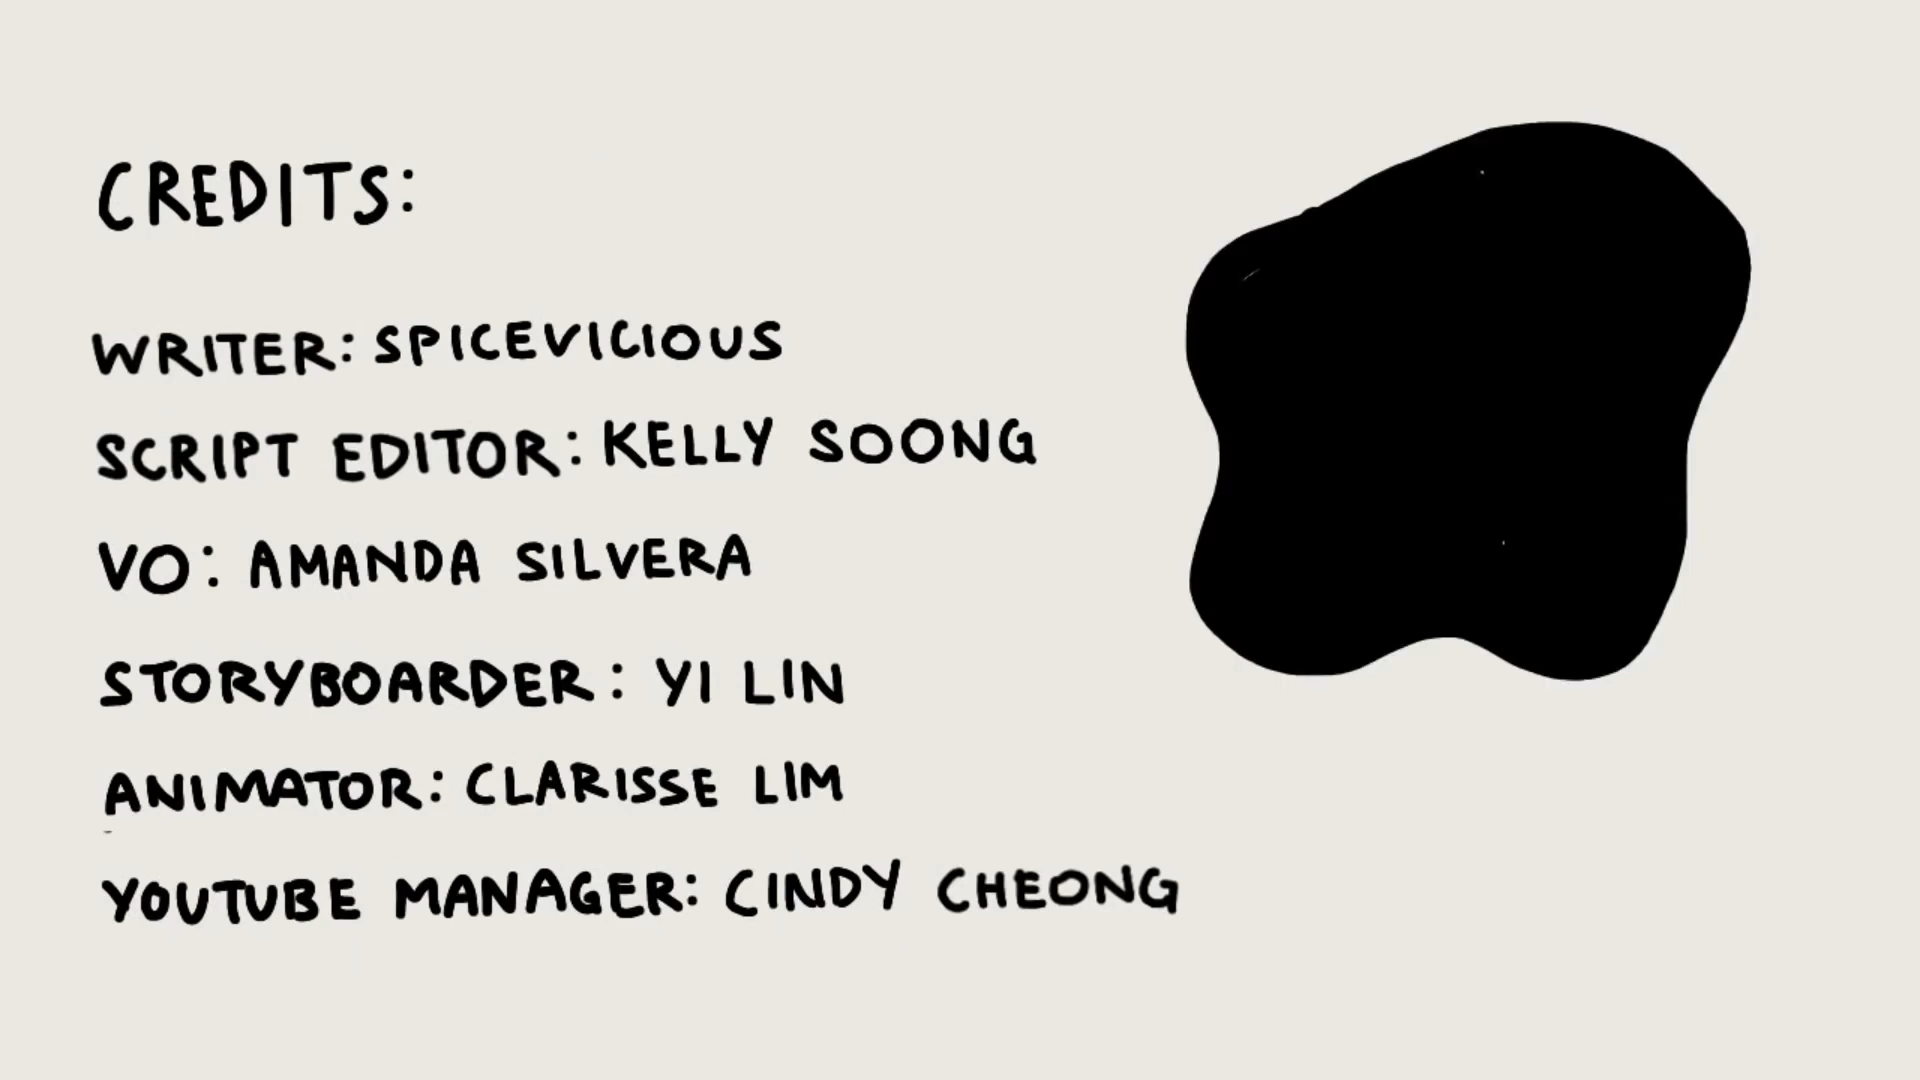 CREDITS:
WRITER: SPICEVICIOUS
SCRIPT EDITOR: KELLY SOONG
VO: AMANDA SILVERA
STORYBOARDER: YI LIN
ANIMATOR: CLARISSE LIM
YOUTUBE MANAGER: CINDY CHEONG